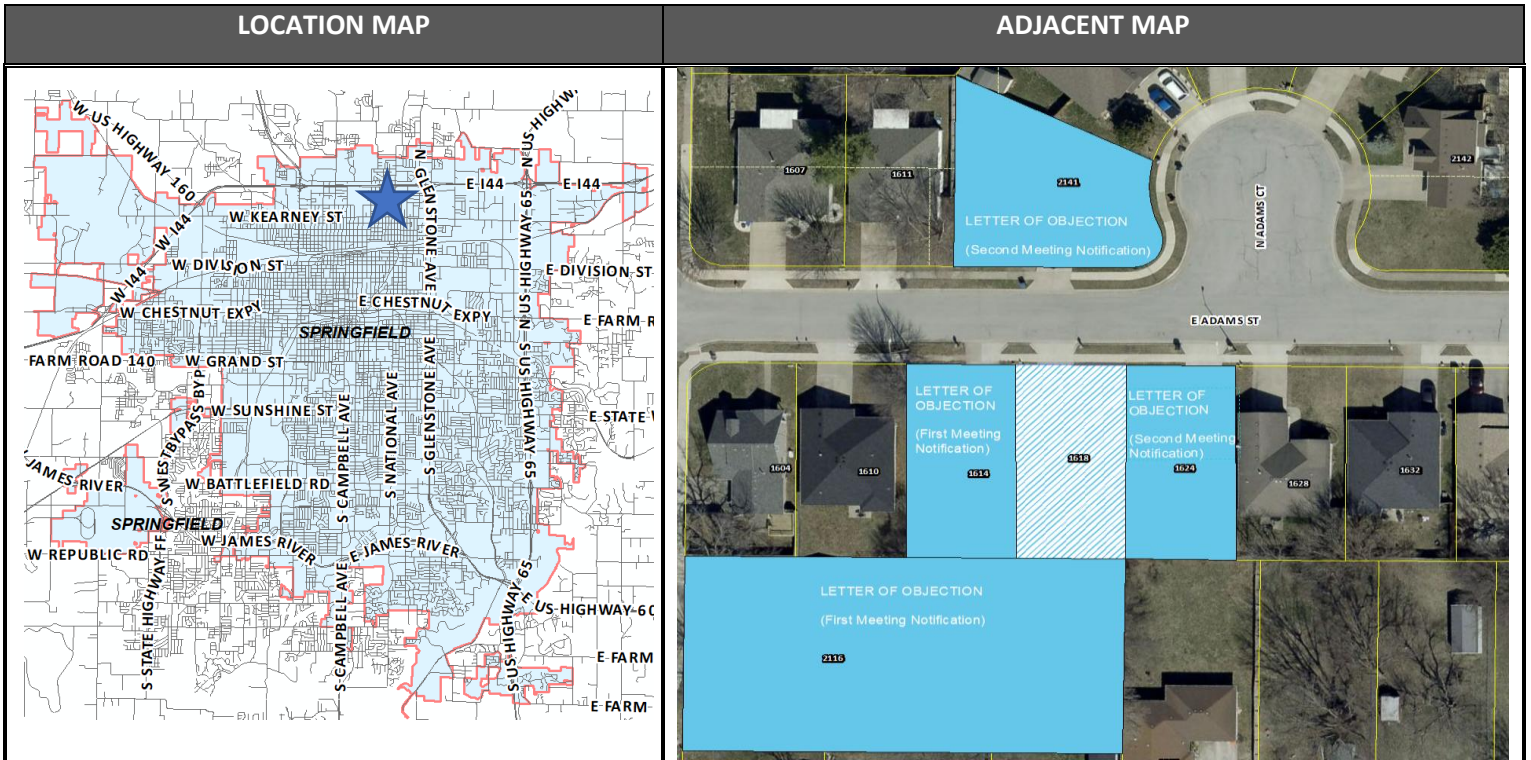 LOCATION MAP
ADJACENT MAP
W US HIGHWAY 160
N GLENSTONE AVE
N US HIGHW
E I44
E I44
W KEARNEY ST
W I44
W I44
W DIVISION ST
N US HIGHWAY 65
E DIVISION ST
W CHESTNUT EXPY
E CHESTNUT EXPY
E FARM R
SPRINGFIELD
FARM ROAD 140
W GRAND ST
S GLENSTONE AVE
S US HIGHWAY 65
S WESTBYPASS BYP
W SUNSHINE ST
S CAMPBELL AVE
S NATIONAL AVE
E STATE
JAMES RIVER
W BATTLEFIELD RD
SPRINGFIELD
W REPUBLIC RD
W JAMES RIVER
E JAMES RIVER
S STATE HIGHWAY FF
S CAMPBELL AVE
S US HIGHWAY 65
E US HIGHWAY 60
E FARM
E FARM
1607
1611
2141
LETTER OF OBJECTION
(Second Meeting Notification)
2142
N ADAMS CT
E ADAMS ST
1604
1610
LETTER OF
OBJECTION
(First Meeting
Notification)
1614
1618
LETTER OF
OBJECTION
(Second Meeting
Notification)
1624
1628
1632
LETTER OF OBJECTION
(First Meeting Notification)
2116